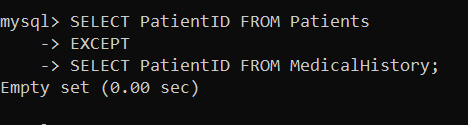 mysql> SELECT PatientID FROM Patients
-> EXCEPT
-> SELECT PatientID FROM MedicalHistory;
Empty set (0.00 sec)